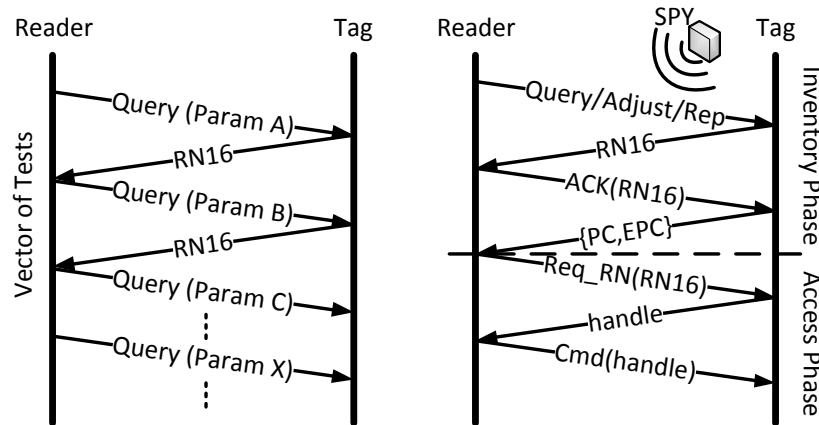 Reader
Tag
Vector of Tests
Query (Param A)
RN16
Query (Param B)
RN16
Query (Param C)
Query (Param X)
Reader
SPY
Tag
Query/Adjust/Rep
RN16
ACK(RN16)
{PC,EPC}
Req_RN(RN16)
handle
Cmd(handle)
Inventory Phase
Access Phase